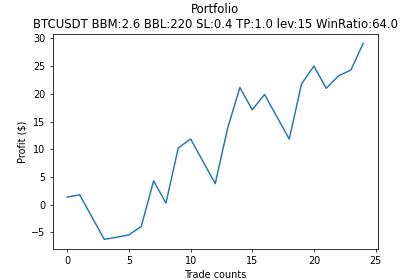 Portfolio
BTCUSDT BBM:2.6 BBL:220 SL:0.4 TP:1.0 lev:15 WinRatio:64.0
30
25
20
15
10
5
0
−5
Profit ($)
0 5 10 15 20 25
Trade counts